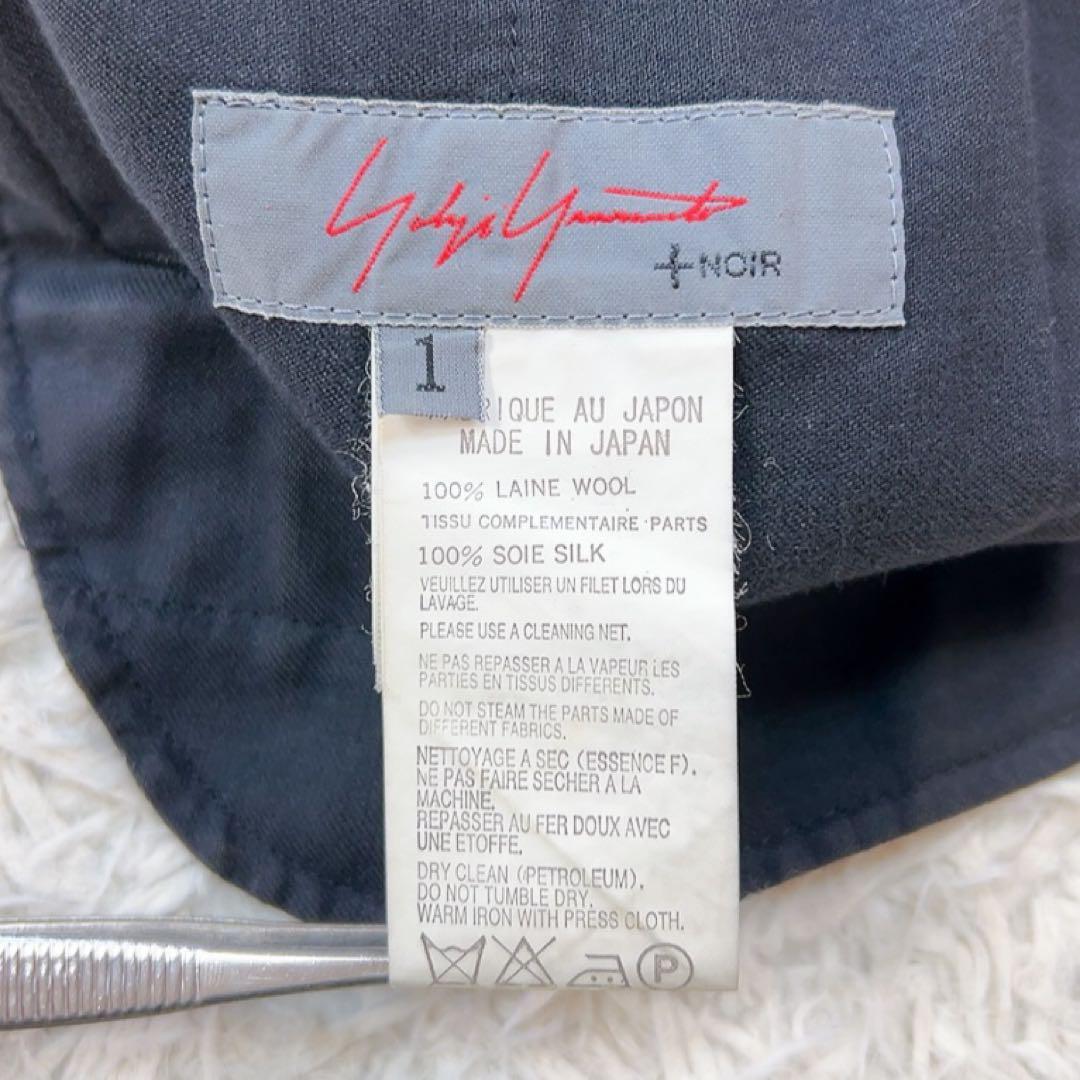 Yohji Yamamoto
+NOIR
1
RIQUE AU JAPON
MADE IN JAPAN
100% LAINE WOOL
TISSU COMPLEMENTAIRE·PARTS
100% SOIE SILK
VEUILLEZ UTILISER UN FILET LORS DU
LAVAGE.
PLEASE USE A CLEANING NET.
NE PAS REPASSER A LA VAPEUR LES
PARTIES EN TISSUS DIFFERENTS.
DO NOT STEAM THE PARTS MADE OF
DIFFERENT FABRICS.
NETTOYAGE A SEC (ESSENCE F).
NE PAS FAIRE SECHER A LA
MACHINE.
REPASSER AU FER DOUX AVEC
UNE ETOFFE.
DRY CLEAN (PETROLEUM).
DO NOT TUMBLE DRY.
WARM IRON WITH PRESS CLOTH.
P